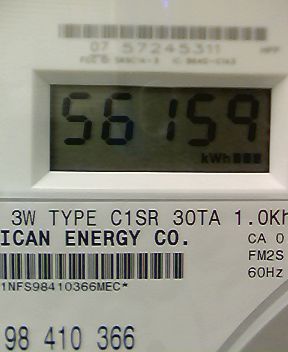 07 57245311
56159
kWh
3W TYPE C1SR 30TA 1.0Kh
ICAN ENERGY CO.
CA 0
FM2S
60Hz
1NFS98410366MEC*
98 410 366